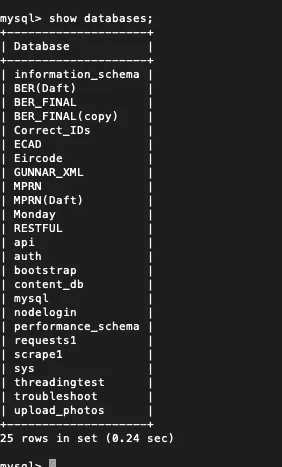 mysql> show databases;
+--------------------+
| Database           |
+--------------------+
| information_schema |
| BER(Daft)          |
| BER_FINAL          |
| BER_FINAL(copy)    |
| Correct_IDs        |
| ECAD               |
| Eircode            |
| GUNNAR_XML         |
| MPRN               |
| MPRN(Daft)         |
| Monday             |
| RESTFUL            |
| api                |
| auth               |
| bootstrap          |
| content_db         |
| mysql              |
| nodelogin          |
| performance_schema |
| requests1          |
| scrape1            |
| sys                |
| threadingtest      |
| troubleshoot       |
| upload_photos      |
+--------------------+
25 rows in set (0.24 sec)
mysql>